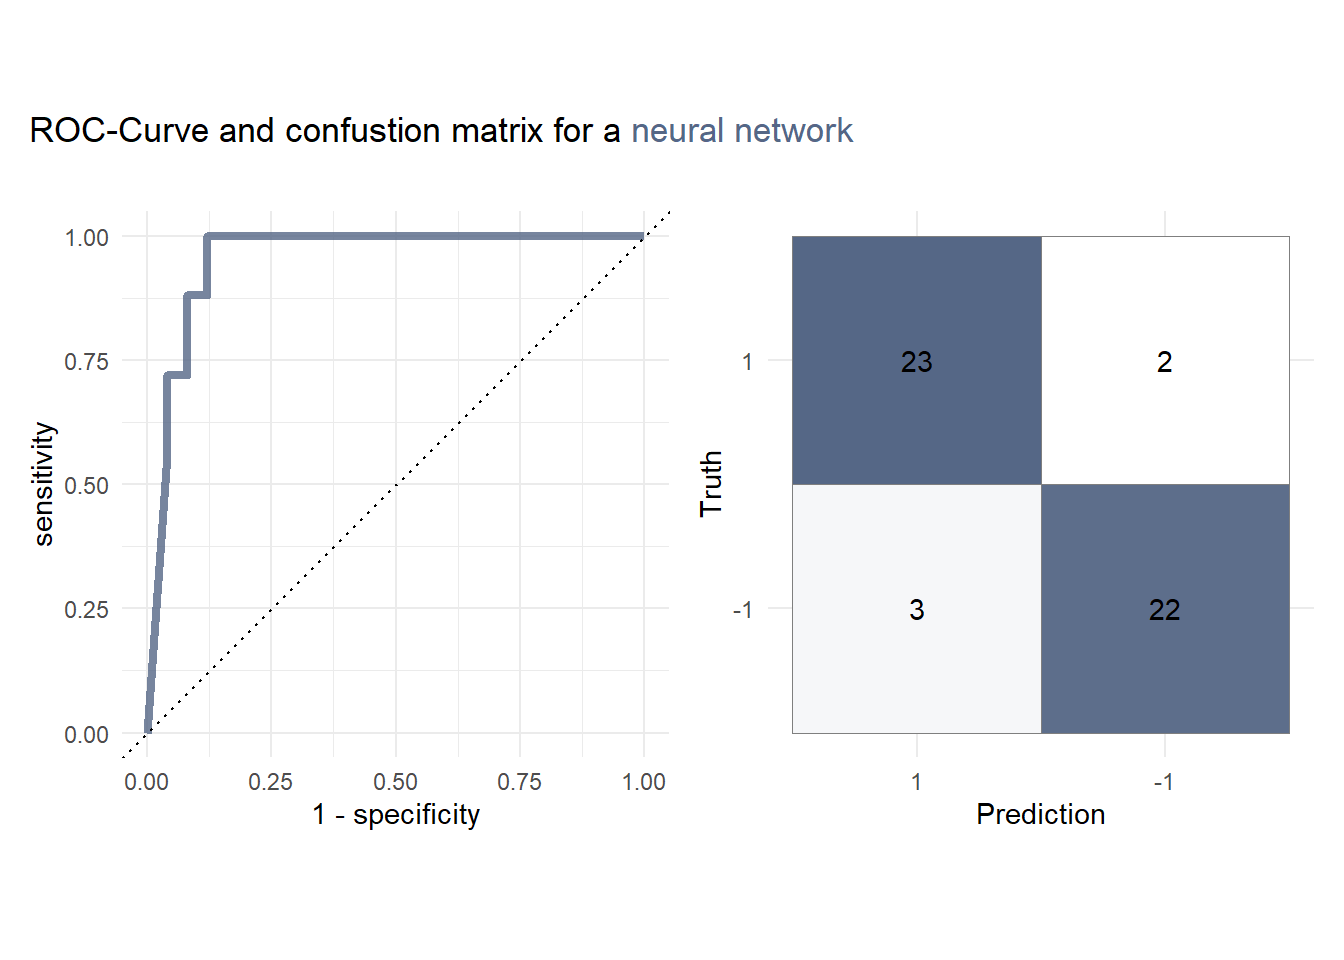 ROC-Curve and confustion matrix for a neural network
sensitivity
1.00
0.75
0.50
0.25
0.00
0.00 0.25 0.50 0.75 1.00
1 - specificity
Truth
1
-1
23 2
3 22
1 -1
Prediction